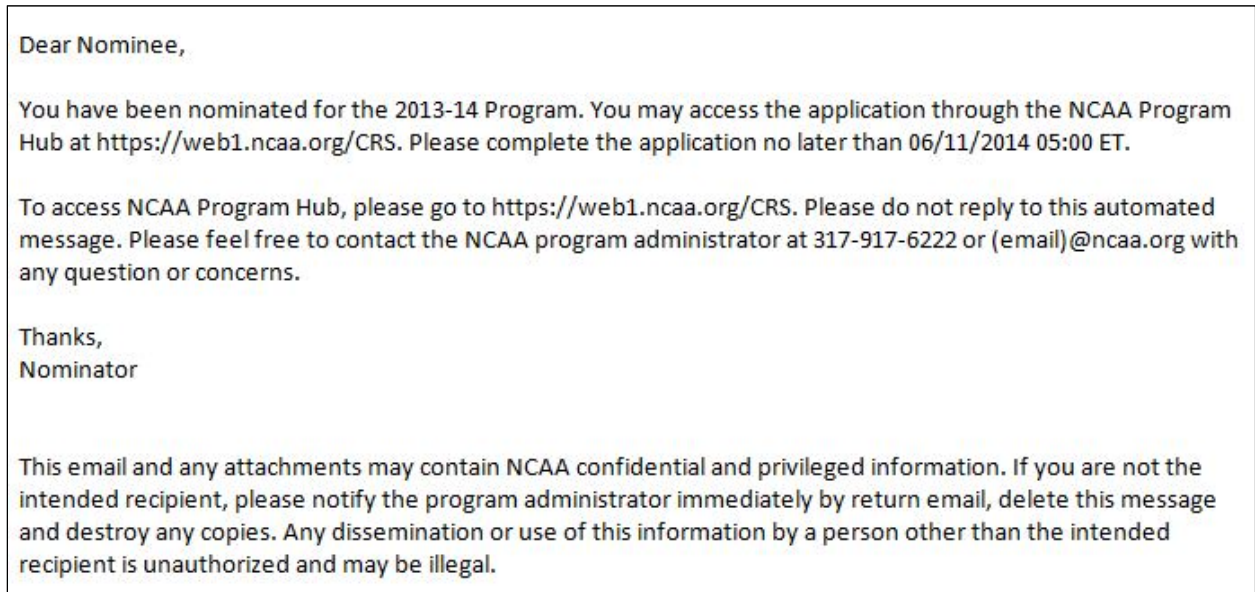 Dear Nominee,
You have been nominated for the 2013-14 Program. You may access the application through the NCAA Program
Hub at https://web1.ncaa.org/CRS. Please complete the application no later than 06/11/2014 05:00 ET.
To access NCAA Program Hub, please go to https://web1.ncaa.org/CRS. Please do not reply to this automated
message. Please feel free to contact the NCAA program administrator at 317-917-6222 or (email)@ncaa.org with
any question or concerns.
Thanks,
Nominator
This email and any attachments may contain NCAA confidential and privileged information. If you are not the
intended recipient, please notify the program administrator immediately by return email, delete this message
and destroy any copies. Any dissemination or use of this information by a person other than the intended
recipient is unauthorized and may be illegal.